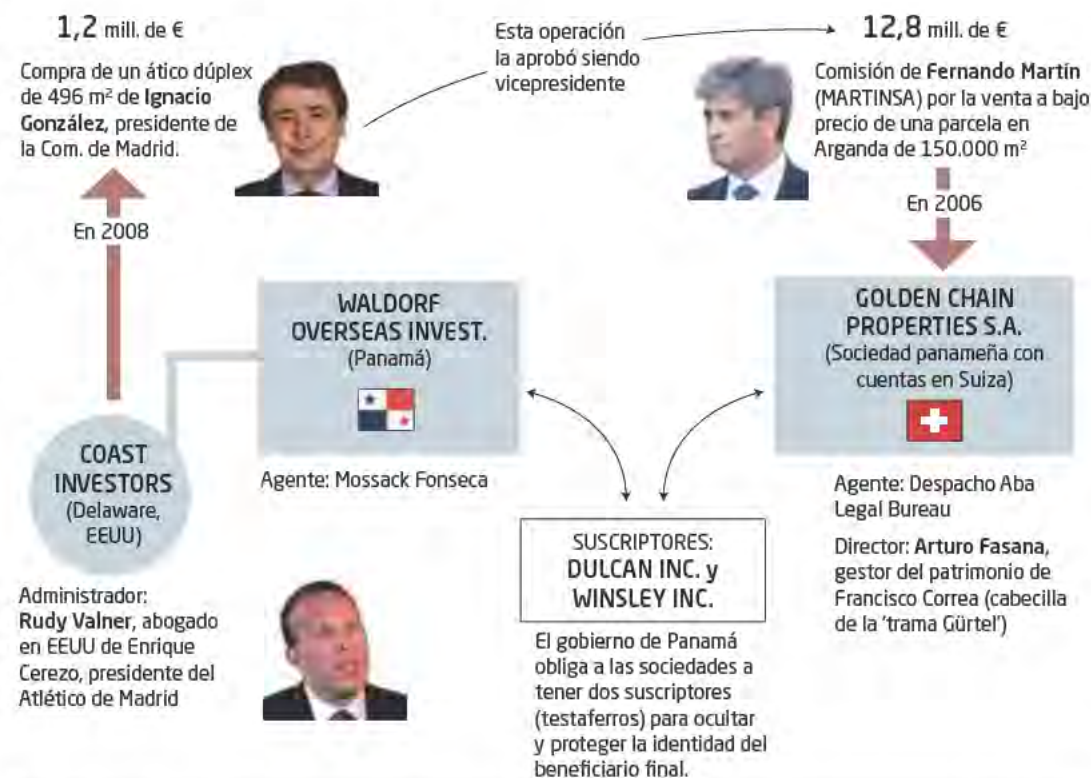 1,2 mill. de €
Compra de un ático dúplex
de 496 m² de Ignacio
González, presidente de
la Com. de Madrid.
En 2008
Esta operación
la aprobó siendo
vicepresidente
12,8 mill. de €
Comisión de Fernando Martín
(MARTINSA) por la venta a bajo
precio de una parcela en
Arganda de 150.000 m²
En 2006
WALDORF
OVERSEAS INVEST.
(Panamá)
Agente: Mossack Fonseca
GOLDEN CHAIN
PROPERTIES S.A.
(Sociedad panameña con
cuentas en Suiza)
Agente: Despacho Aba
Legal Bureau
Director: Arturo Fasana,
gestor del patrimonio de
Francisco Correa (cabecilla
de la 'trama Gürtel')
COAST
INVESTORS
(Delaware,
EEUU)
Administrador:
Rudy Valner, abogado
en EEUU de Enrique
Cerezo, presidente del
Atlético de Madrid
SUSCRIPTORES:
DULCAN INC. y
WINSLEY INC.
El gobierno de Panamá
obliga a las sociedades a
tener dos suscriptores
(testaferros) para ocultar
y proteger la identidad del
beneficiario final.